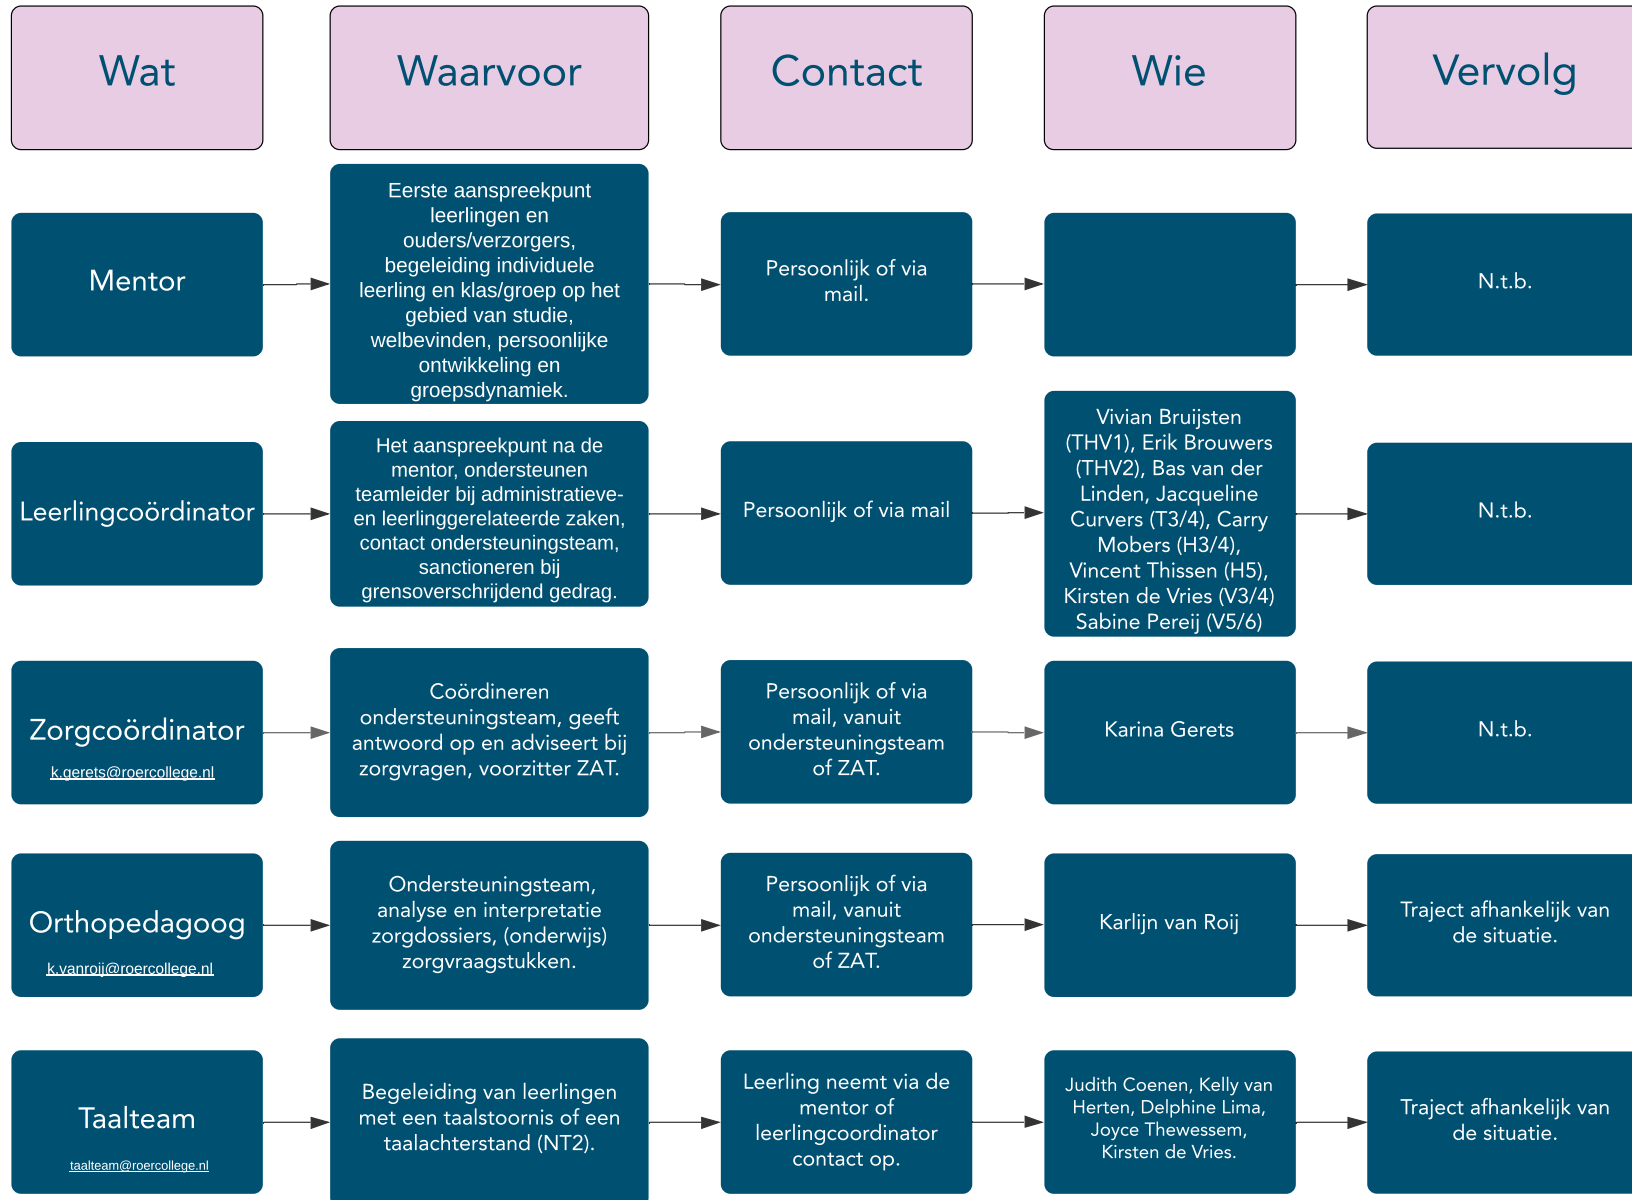 Wat
Waarvoor
Contact
Wie
Vervolg
Mentor
Eerste aanspreekpunt
leerlingen en
ouders/verzorgers,
begeleiding individuele
leerling en klas/groep op het
gebied van studie,
welbevinden, persoonlijke
ontwikkeling en
groepsdynamiek.
Persoonlijk of via
mail.
N.t.b.
Leerlingcoördinator
Het aanspreekpunt na de
mentor, ondersteunen
teamleider bij administratieve-
en leerlinggerelateerde zaken,
contact ondersteuningsteam,
sanctioneren bij
grensoverschrijdend gedrag.
Persoonlijk of via mail
Vivian Bruijsten
(THV1), Erik Brouwers
(THV2), Bas van der
Linden, Jacqueline
Curvers (T3/4), Carry
Mobers (H3/4),
Vincent Thissen (H5),
Kirsten de Vries (V3/4)
Sabine Pereij (V5/6)
N.t.b.
Zorgcoördinator
k.gerets@roercollege.nl
Coördineren
ondersteuningsteam, geeft
antwoord op en adviseert bij
zorgvragen, voorzitter ZAT.
Persoonlijk of via
mail, vanuit
ondersteuningsteam
of ZAT.
Karina Gerets
N.t.b.
Orthopedagoog
k.vanroij@roercollege.nl
Ondersteuningsteam,
analyse en interpretatie
zorgdossiers, (onderwijs)
zorgvraagstukken.
Persoonlijk of via
mail, vanuit
ondersteuningsteam
of ZAT.
Karlijn van Roij
Traject afhankelijk van
de situatie.
Taalteam
taalteam@roercollege.nl
Begeleiding van leerlingen
met een taalstoornis of een
taalachterstand (NT2).
Leerling neemt via de
mentor of
leerlingcoordinator
contact op.
Judith Coenen, Kelly van
Herten, Delphine Lima,
Joyce Thewessem,
Kirsten de Vries.
Traject afhankelijk van
de situatie.